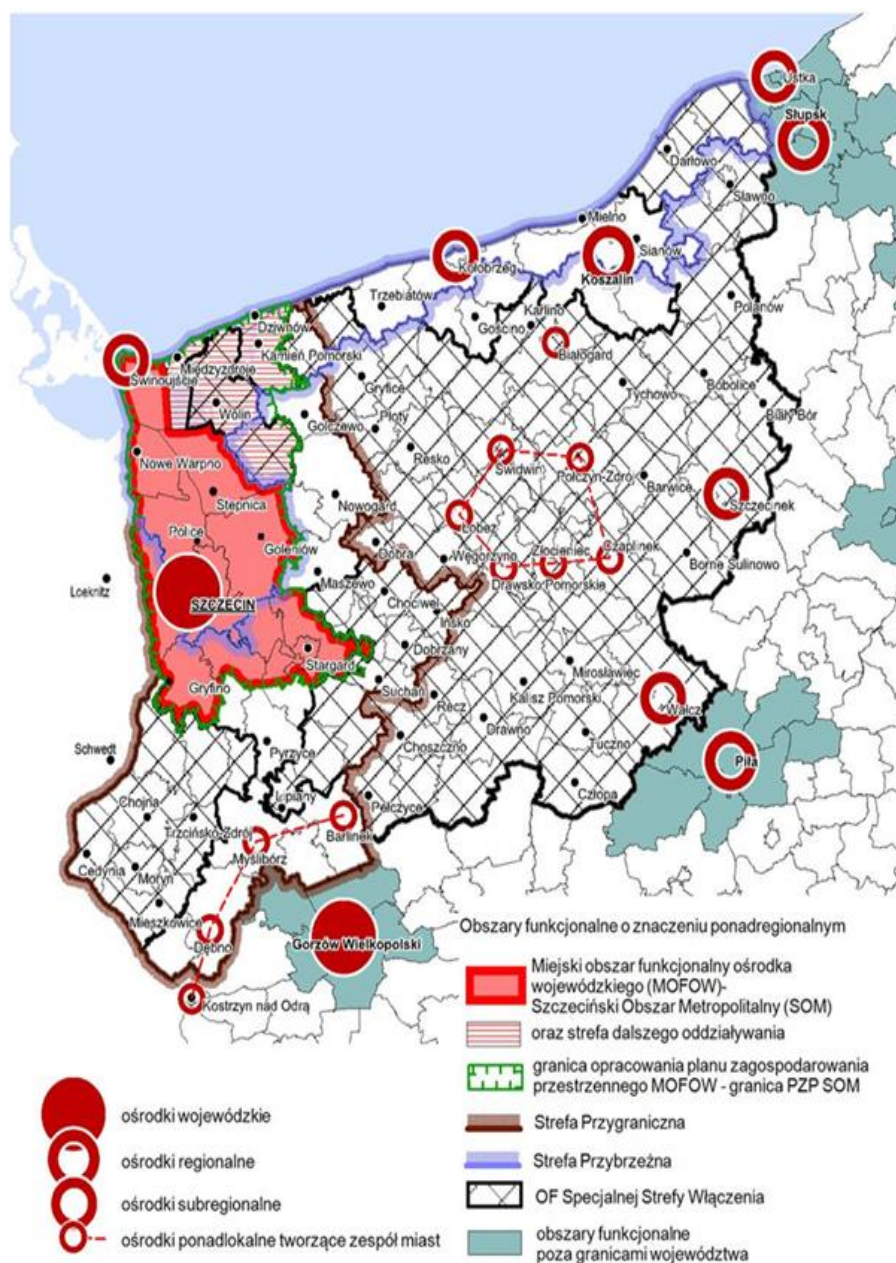 Ustka
Słupsk
Darłowo
Sławno
Mielno
Sianów
Kołobrzeg
Koszalin
Trzebiatów
Dziwnów
Karlino
Polanów
Gościno
Kamień Pomorski
Międzyzdroje
Białogard
Świnoujście
Gryfice
Tychowo
Bobolice
Wolin
Biały Bór
Golczewo
Płoty
Resko
Nowe Warpno
Świdwin
Połczyn-Zdrój
Barwice
Stepnica
Szczecinek
Nowogard
Łobez
Police
Goleniów
Dobra
Węgorzyno
Złocieniec
Czaplinek
Borne Sulinowo
Drawsko Pomorskie
Maszewo
Loeknitz
Chociwel
SZCZECIN
Ińsko
Dobrzany
Stargard
Mirosławiec
Gryfino
Suchań
Recz
Kalisz Pomorski
Wałcz
Drawno
Choszczno
Tuczno
Pyrzyce
Schwedt
Piła
Człopa
Pełczyce
Lipiany
Chojna
Trzcińsko-Zdrój
Barlinek
Myślibórz
Cedynia
Moryń
Mieszkowice
Dębno
Gorzów Wielkopolski
Kostrzyn nad Odrą
Obszary funkcjonalne o znaczeniu ponadregionalnym
Miejski obszar funkcjonalny ośrodka
wojewódzkiego (MOFOW)-
Szczeciński Obszar Metropolitalny (SOM)
oraz strefa dalszego oddziaływania
granica opracowania planu zagospodarowania
przestrzennego MOFOW - granica PZP SOM
Strefa Przygraniczna
Strefa Przybrzeżna
OF Specjalnej Strefy Włączenia
obszary funkcjonalne
poza granicami województwa
ośrodki wojewódzkie
ośrodki regionalne
ośrodki subregionalne
ośrodki ponadlokalne tworzące zespół miast